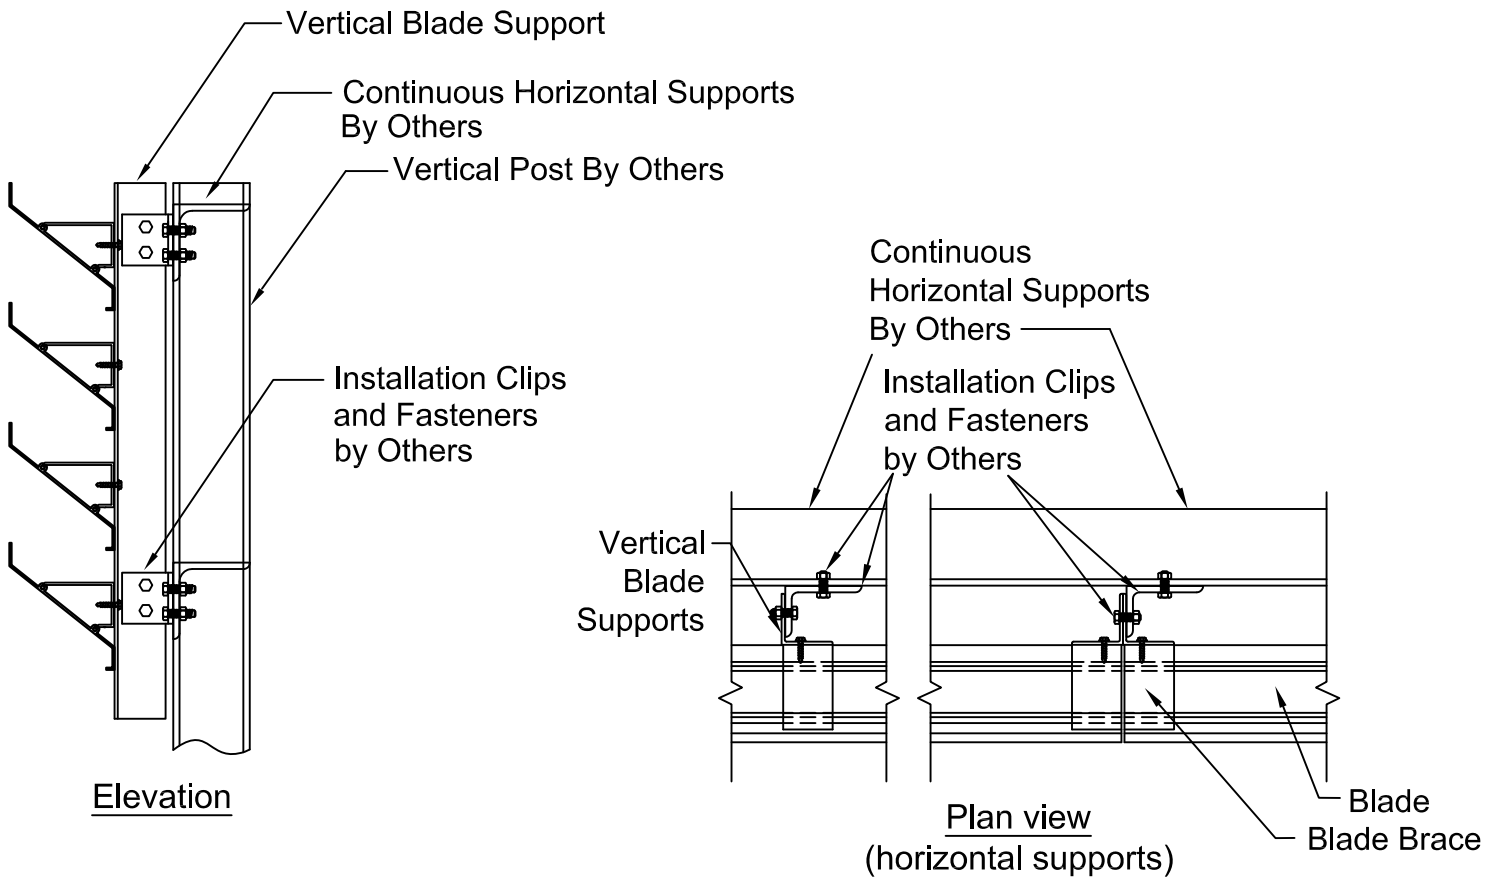 Vertical Blade Support
Continuous Horizontal Supports
By Others
Vertical Post By Others
Installation Clips
and Fasteners
by Others
Elevation
Continuous
Horizontal Supports
By Others
Installation Clips
and Fasteners
by Others
Vertical
Blade
Supports
Blade
Blade Brace
Plan view
(horizontal supports)